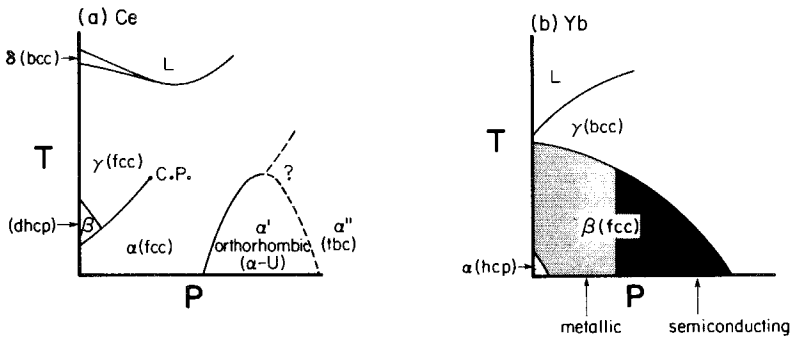 (a) Ce
δ(bcc)
L
T
γ(fcc)
C.P.
(dhcp)
β
α(fcc)
α'
orthorhombic
(α-U)
?
α''
(tbc)
P
(b) Yb
L
T
γ(bcc)
β(fcc)
α(hcp)
P
metallic
semiconducting